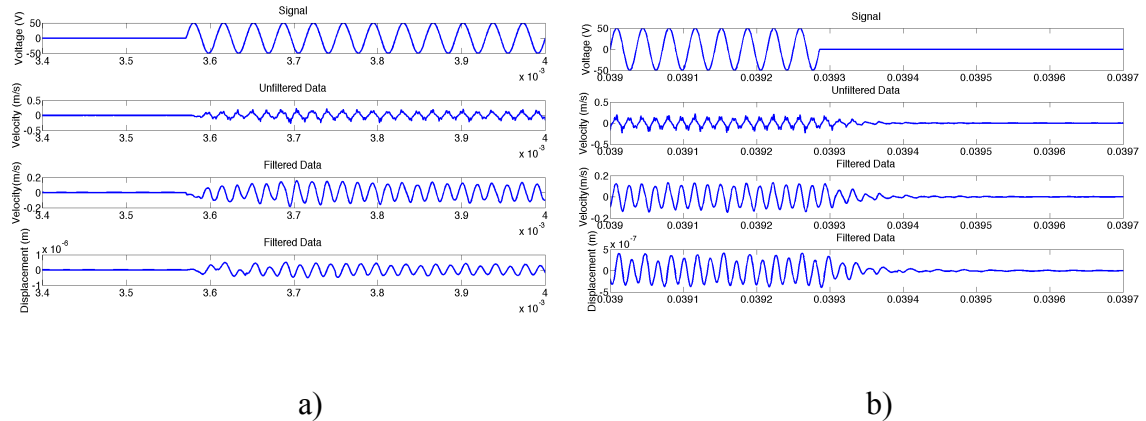 Signal
Voltage (V)
50
0
-50
3.4 3.5 3.6 3.7 3.8 3.9 4
x 10⁻³
Unfiltered Data
Velocity (m/s)
0.5
0
-0.5
3.4 3.5 3.6 3.7 3.8 3.9 4
x 10⁻³
Filtered Data
Velocity(m/s)
0.2
0
-0.2
3.4 3.5 3.6 3.7 3.8 3.9 4
x 10⁻³
Filtered Data
x 10⁻⁶
Displacement (m)
1
0
-1
3.4 3.5 3.6 3.7 3.8 3.9 4
x 10⁻³
a)
Signal
Voltage (V)
50
0
-50
0.039 0.0391 0.0392 0.0393 0.0394 0.0395 0.0396 0.0397
Unfiltered Data
Velocity (m/s)
0.5
0
-0.5
0.039 0.0391 0.0392 0.0393 0.0394 0.0395 0.0396 0.0397
Filtered Data
Velocity(m/s)
0.2
0
-0.2
0.039 0.0391 0.0392 0.0393 0.0394 0.0395 0.0396 0.0397
Filtered Data
x 10⁻⁷
Displacement (m)
5
0
-5
0.039 0.0391 0.0392 0.0393 0.0394 0.0395 0.0396 0.0397
b)